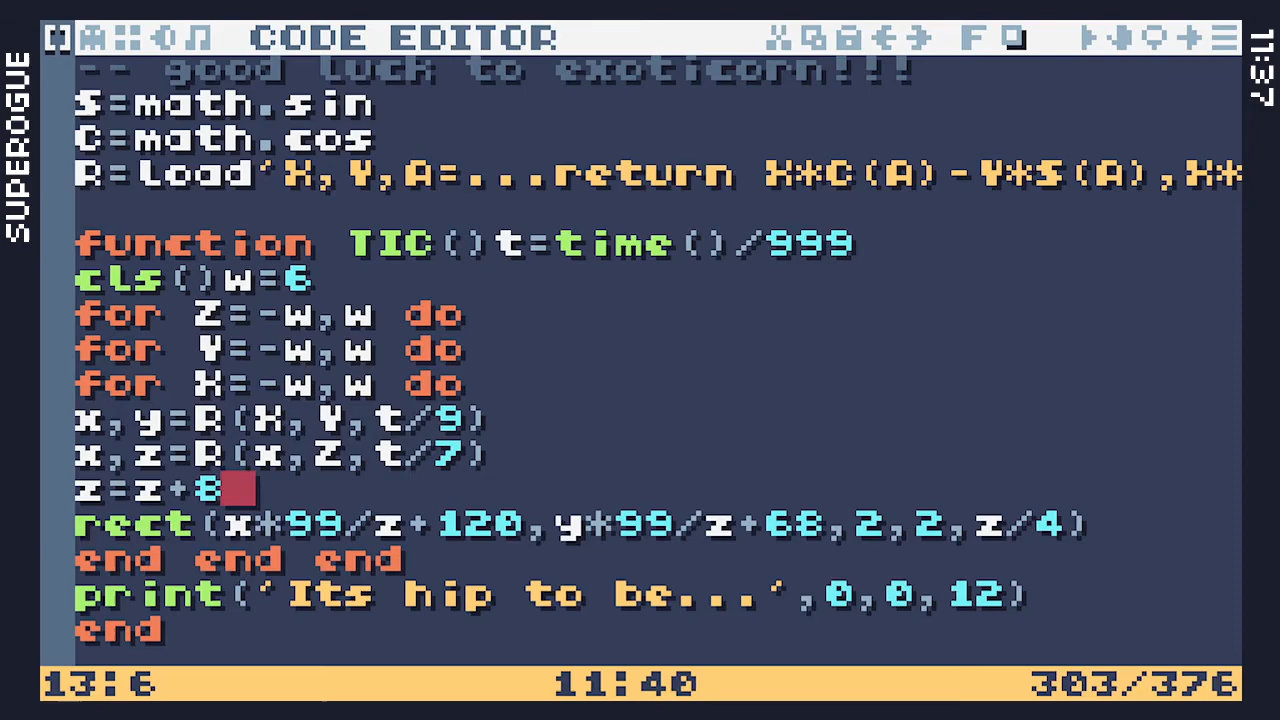 CODE EDITOR F
SUPEROGUE
11:37
-- good luck to exoticorn!!!
S=math.sin
C=math.cos
R=load'X,Y,A=...return X*C(A)-Y*S(A),X*
function TIC()t=time()/999
cls()w=6
for Z=-w,w do
for Y=-w,w do
for X=-w,w do
x,y=R(X,Y,t/9)
x,z=R(x,Z,t/7)
z=z+8
rect(x*99/z+120,y*99/z+68,2,2,z/4)
end end end
print('Its hip to be...',0,0,12)
end
13:6 11:40 303/376